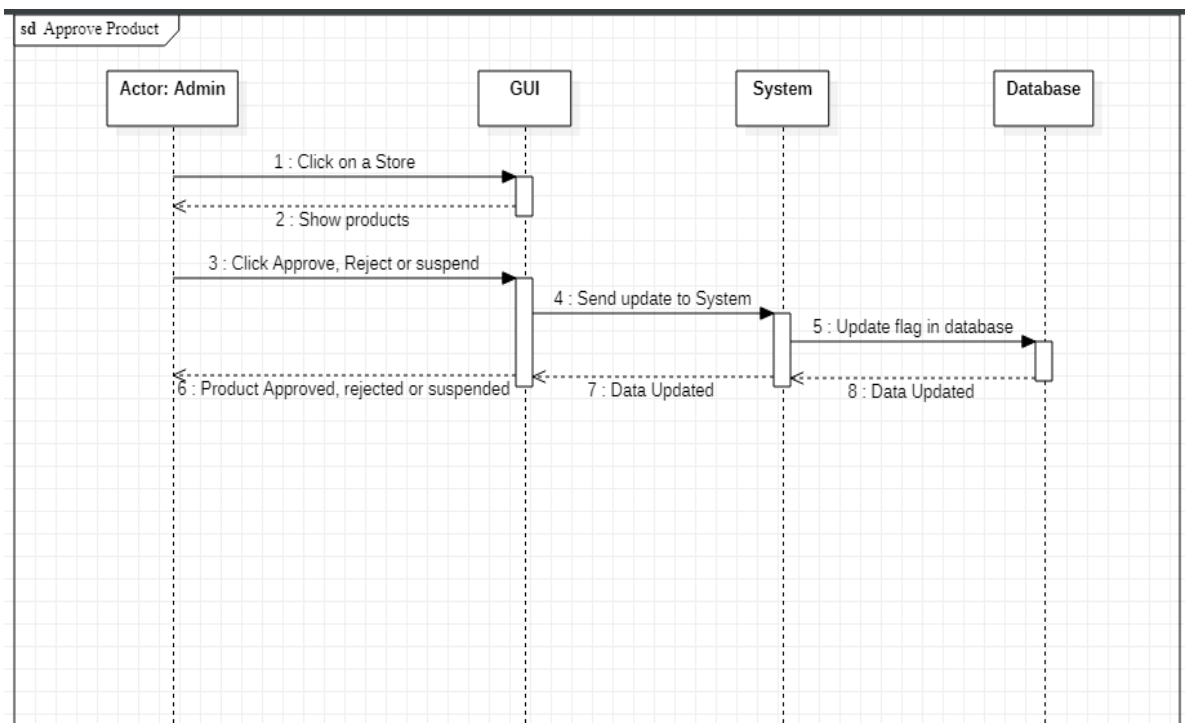 sd Approve Product
Actor: Admin
GUI
System
Database
1 : Click on a Store
2 : Show products
3 : Click Approve, Reject or suspend
4 : Send update to System
5 : Update flag in database
6 : Product Approved, rejected or suspended
7 : Data Updated
8 : Data Updated